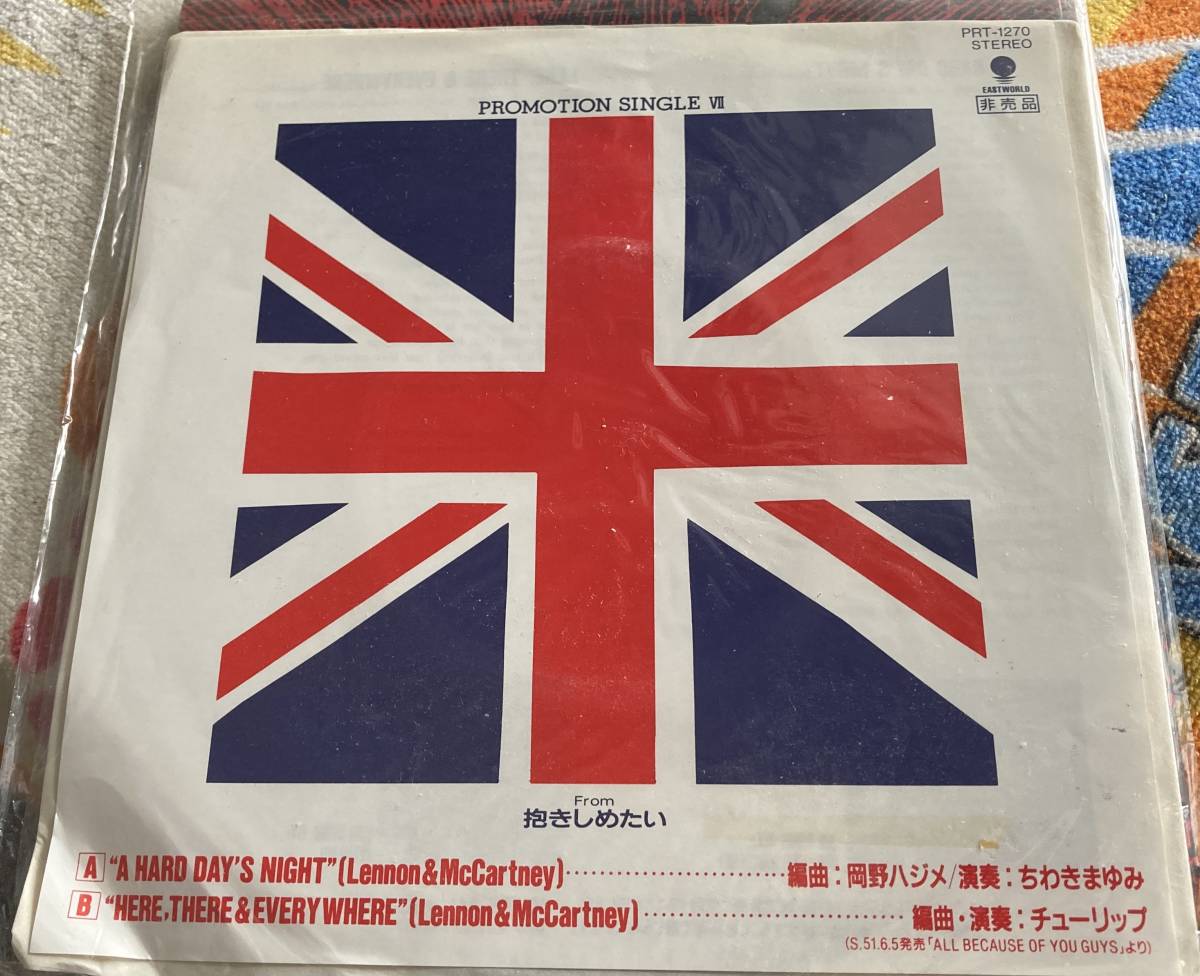 PRT-1270
STEREO
EASTWORLD
非売品
PROMOTION SINGLE Ⅶ
From
抱きしめたい
A "A HARD DAY'S NIGHT" (Lennon&McCartney)························編曲：岡野ハジメ/演奏：ちわきまゆみ
B "HERE, THERE & EVERYWHERE" (Lennon&McCartney)····························編曲・演奏：チューリップ
(S.51.6.5発売「ALL BECAUSE OF YOU GUYS」より)